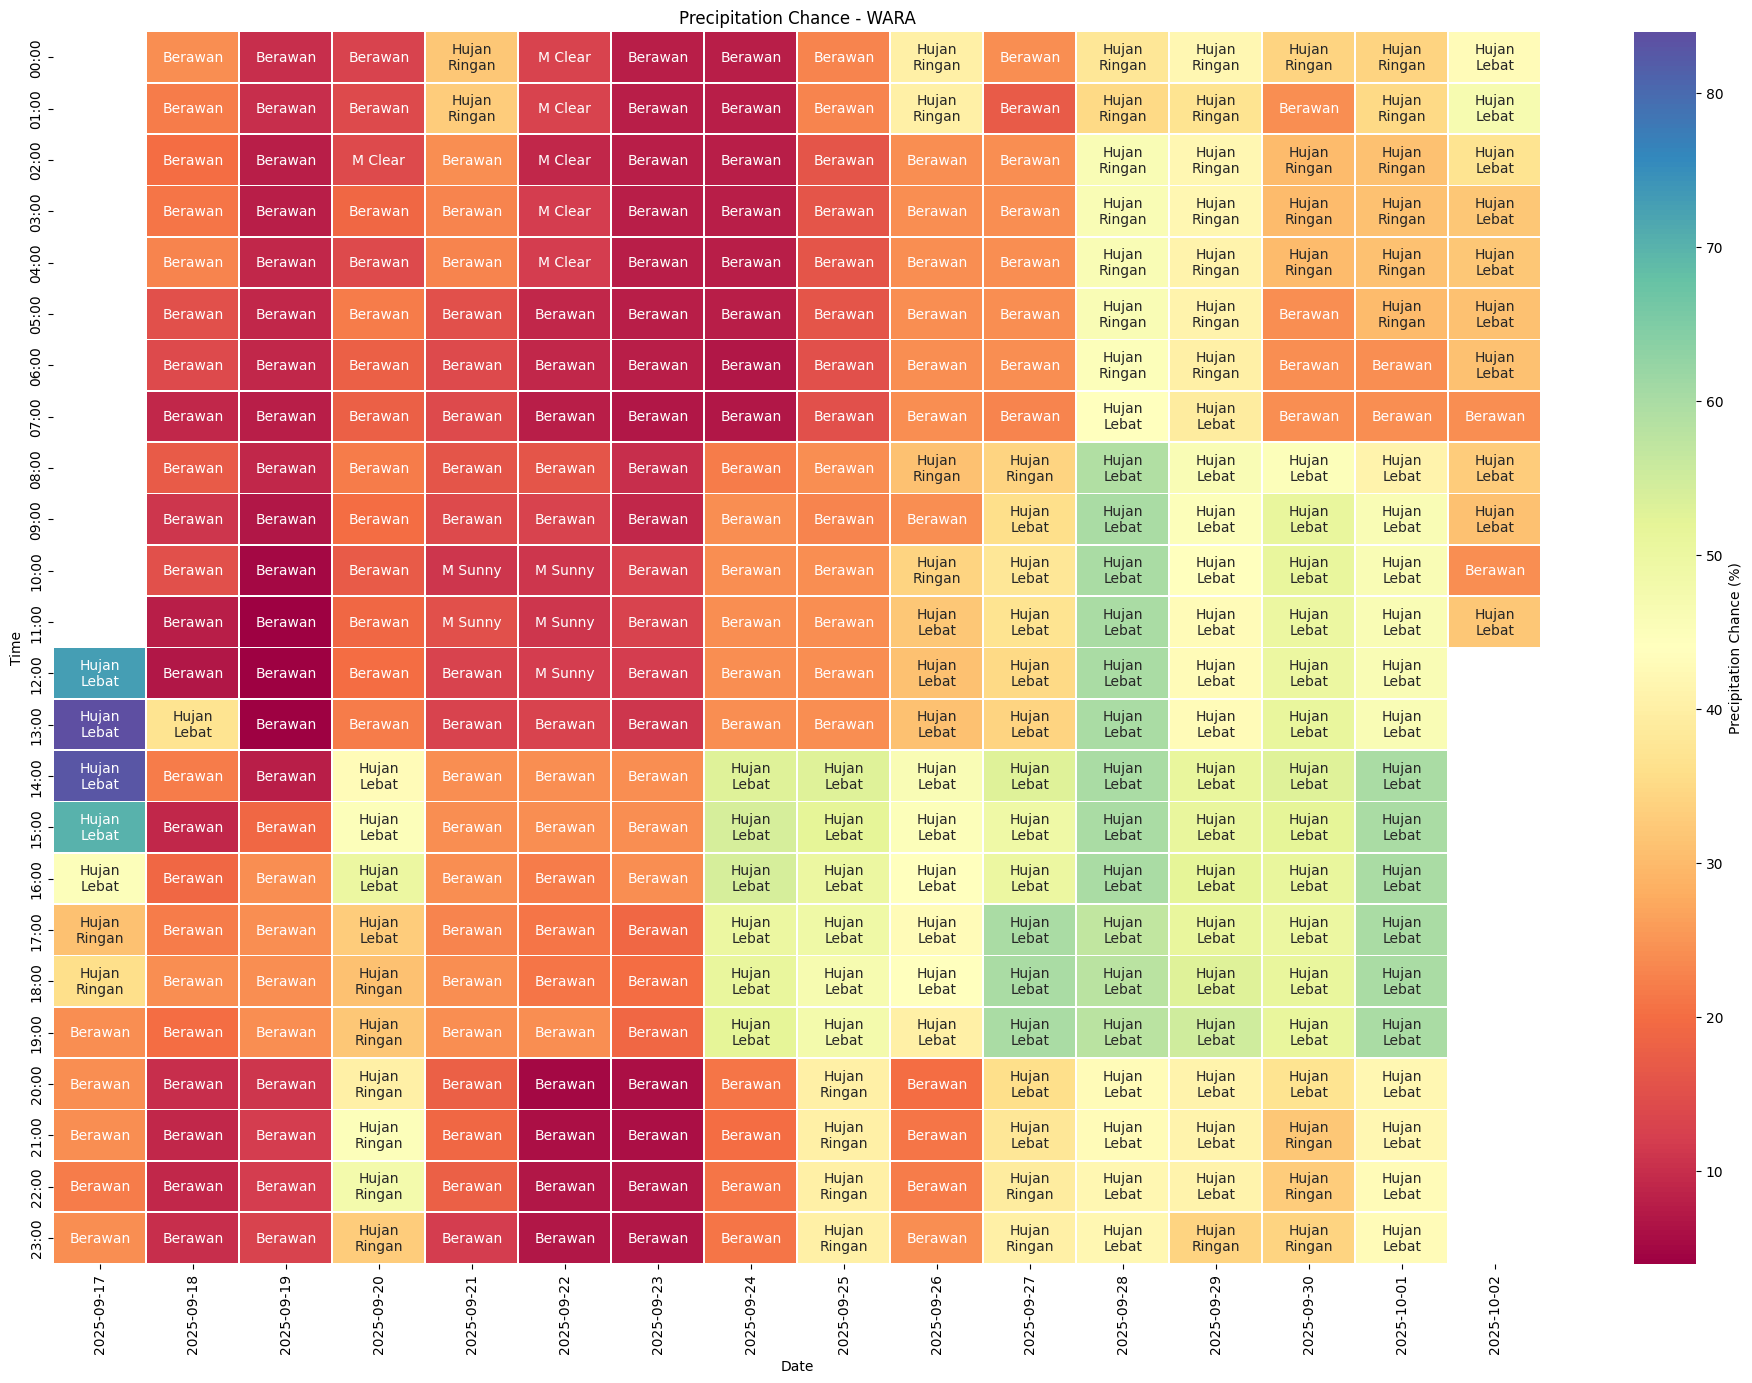 Precipitation Chance - WARA
00:00 Berawan Berawan Berawan Hujan Ringan M Clear Berawan Berawan Berawan Hujan Ringan Berawan Hujan Ringan Hujan Ringan Hujan Ringan Hujan Ringan Hujan Lebat
01:00 Berawan Berawan Berawan Hujan Ringan M Clear Berawan Berawan Berawan Hujan Ringan Berawan Hujan Ringan Hujan Ringan Berawan Hujan Ringan Hujan Lebat
02:00 Berawan Berawan M Clear Berawan M Clear Berawan Berawan Berawan Berawan Berawan Hujan Ringan Hujan Ringan Hujan Ringan Hujan Ringan Hujan Lebat
03:00 Berawan Berawan Berawan Berawan M Clear Berawan Berawan Berawan Berawan Berawan Hujan Ringan Hujan Ringan Hujan Ringan Hujan Ringan Hujan Lebat
04:00 Berawan Berawan Berawan Berawan M Clear Berawan Berawan Berawan Berawan Berawan Hujan Ringan Hujan Ringan Hujan Ringan Hujan Ringan Hujan Lebat
05:00 Berawan Berawan Berawan Berawan Berawan Berawan Berawan Berawan Berawan Berawan Hujan Ringan Hujan Ringan Berawan Hujan Ringan Hujan Lebat
06:00 Berawan Berawan Berawan Berawan Berawan Berawan Berawan Berawan Berawan Berawan Hujan Ringan Hujan Ringan Berawan Berawan Hujan Lebat
07:00 Berawan Berawan Berawan Berawan Berawan Berawan Berawan Berawan Berawan Berawan Hujan Lebat Hujan Lebat Berawan Berawan Berawan
08:00 Berawan Berawan Berawan Berawan Berawan Berawan Berawan Berawan Hujan Ringan Hujan Ringan Hujan Lebat Hujan Lebat Hujan Lebat Hujan Lebat Hujan Lebat
09:00 Berawan Berawan Berawan Berawan Berawan Berawan Berawan Berawan Berawan Hujan Lebat Hujan Lebat Hujan Lebat Hujan Lebat Hujan Lebat Hujan Lebat
10:00 Berawan Berawan Berawan M Sunny M Sunny Berawan Berawan Berawan Hujan Ringan Hujan Lebat Hujan Lebat Hujan Lebat Hujan Lebat Hujan Lebat Berawan
11:00 Berawan Berawan Berawan M Sunny M Sunny Berawan Berawan Berawan Hujan Lebat Hujan Lebat Hujan Lebat Hujan Lebat Hujan Lebat Hujan Lebat Hujan Lebat
12:00 Hujan Lebat Berawan Berawan Berawan Berawan M Sunny Berawan Berawan Berawan Hujan Lebat Hujan Lebat Hujan Lebat Hujan Lebat Hujan Lebat Hujan Lebat
13:00 Hujan Lebat Hujan Lebat Berawan Berawan Berawan Berawan Berawan Berawan Berawan Hujan Lebat Hujan Lebat Hujan Lebat Hujan Lebat Hujan Lebat Hujan Lebat
14:00 Hujan Lebat Berawan Berawan Hujan Lebat Berawan Berawan Berawan Hujan Lebat Hujan Lebat Hujan Lebat Hujan Lebat Hujan Lebat Hujan Lebat Hujan Lebat Hujan Lebat
15:00 Hujan Lebat Berawan Berawan Hujan Lebat Berawan Berawan Berawan Hujan Lebat Hujan Lebat Hujan Lebat Hujan Lebat Hujan Lebat Hujan Lebat Hujan Lebat Hujan Lebat
16:00 Hujan Lebat Berawan Berawan Hujan Lebat Berawan Berawan Berawan Hujan Lebat Hujan Lebat Hujan Lebat Hujan Lebat Hujan Lebat Hujan Lebat Hujan Lebat Hujan Lebat
17:00 Hujan Ringan Berawan Berawan Hujan Lebat Berawan Berawan Berawan Hujan Lebat Hujan Lebat Hujan Lebat Hujan Lebat Hujan Lebat Hujan Lebat Hujan Lebat Hujan Lebat
18:00 Hujan Ringan Berawan Berawan Hujan Ringan Berawan Berawan Berawan Hujan Lebat Hujan Lebat Hujan Lebat Hujan Lebat Hujan Lebat Hujan Lebat Hujan Lebat Hujan Lebat
19:00 Berawan Berawan Berawan Hujan Ringan Berawan Berawan Berawan Hujan Lebat Hujan Lebat Hujan Lebat Hujan Lebat Hujan Lebat Hujan Lebat Hujan Lebat Hujan Lebat
20:00 Berawan Berawan Berawan Hujan Ringan Berawan Berawan Berawan Berawan Hujan Ringan Berawan Hujan Lebat Hujan Lebat Hujan Lebat Hujan Lebat Hujan Lebat
21:00 Berawan Berawan Berawan Hujan Ringan Berawan Berawan Berawan Berawan Hujan Ringan Berawan Hujan Lebat Hujan Lebat Hujan Lebat Hujan Ringan Hujan Lebat
22:00 Berawan Berawan Berawan Hujan Ringan Berawan Berawan Berawan Berawan Hujan Ringan Berawan Hujan Ringan Hujan Lebat Hujan Lebat Hujan Ringan Hujan Lebat
23:00 Berawan Berawan Berawan Hujan Ringan Berawan Berawan Berawan Berawan Hujan Ringan Berawan Hujan Ringan Hujan Lebat Hujan Ringan Hujan Ringan Hujan Lebat
Time
2025-09-17 2025-09-18 2025-09-19 2025-09-20 2025-09-21 2025-09-22 2025-09-23 2025-09-24 2025-09-25 2025-09-26 2025-09-27 2025-09-28 2025-09-29 2025-09-30 2025-10-01 2025-10-02
Date
80
70
60
50
40
30
20
10
Precipitation Chance (%)